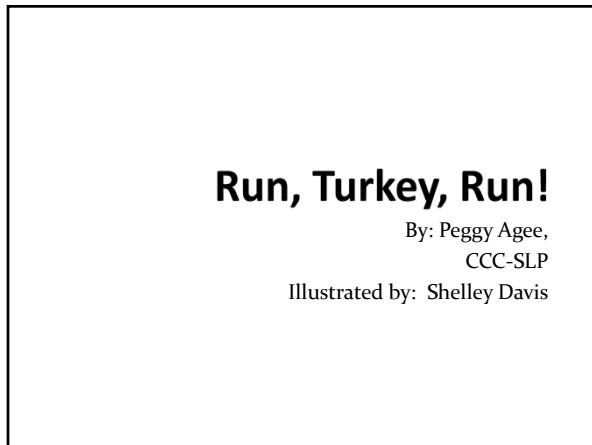 Run, Turkey, Run!
By: Peggy Agee,
CCC-SLP
Illustrated by:  Shelley Davis